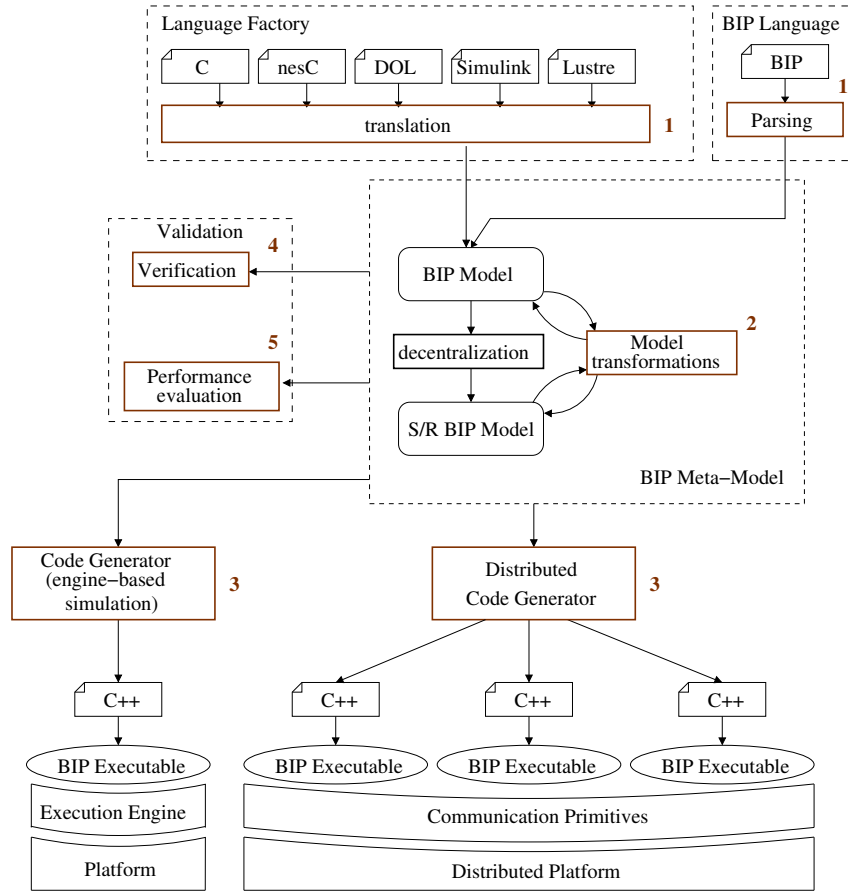 Language Factory
BIP Language
C
nesC
DOL
Simulink
Lustre
BIP
1
translation
1
Parsing
Validation
4
Verification
BIP Model
2
5
decentralization
Model
transformations
Performance
evaluation
S/R BIP Model
BIP Meta−Model
Code Generator
(engine−based
simulation)
3
Distributed
Code Generator
3
C++
C++
C++
C++
BIP Executable
BIP Executable
BIP Executable
BIP Executable
Execution Engine
Communication Primitives
Platform
Distributed Platform